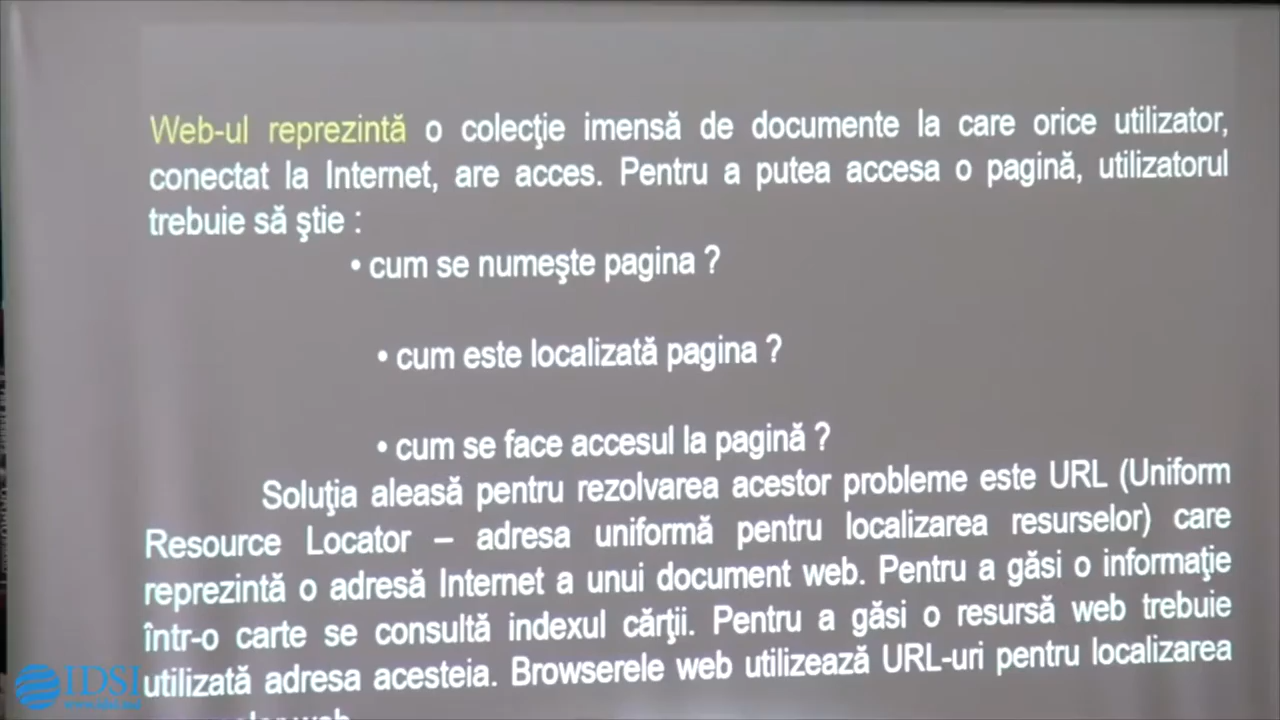 Web-ul reprezintă o colecţie imensă de documente la care orice utilizator,
conectat la Internet, are acces. Pentru a putea accesa o pagină, utilizatorul
trebuie să ştie :
• cum se numeşte pagina ?
• cum este localizată pagina ?
• cum se face accesul la pagină ?
Soluţia aleasă pentru rezolvarea acestor probleme este URL (Uniform
Resource Locator – adresa uniformă pentru localizarea resurselor) care
reprezintă o adresă Internet a unui document web. Pentru a găsi o informaţie
într-o carte se consultă indexul cărţii. Pentru a găsi o resursă web trebuie
utilizată adresa acesteia. Browserele web utilizează URL-uri pentru localizarea
web
IDSI
www.idsi.md